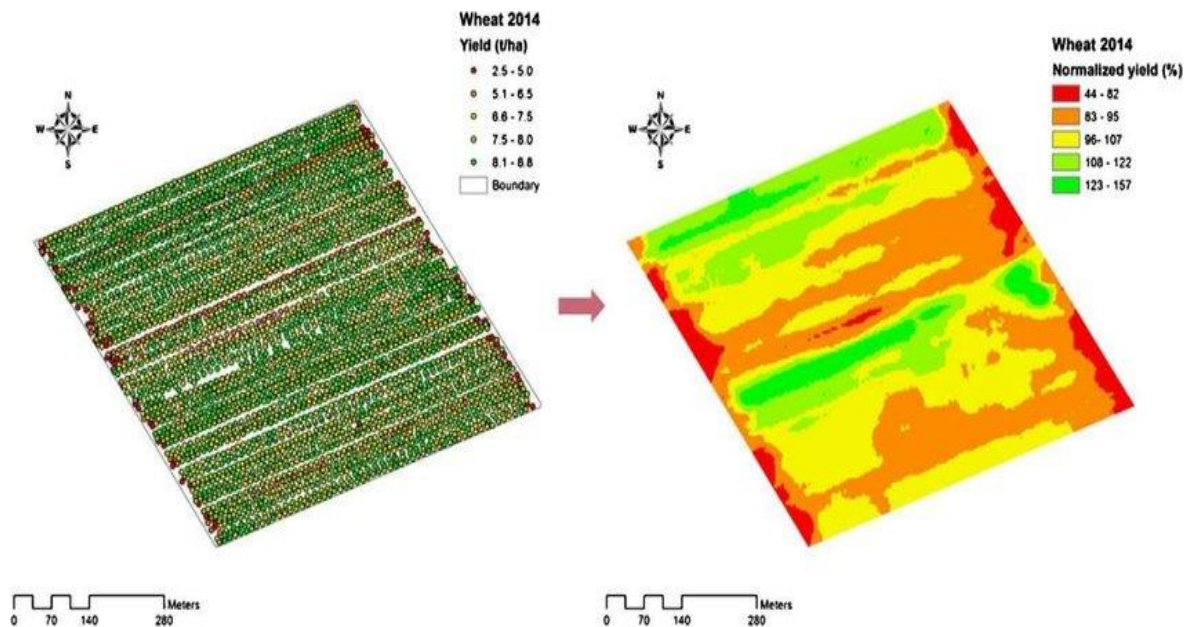 Wheat 2014
Yield (t/ha)
2.5 - 5.0
5.1 - 6.5
6.6 - 7.5
7.5 - 8.0
8.1 - 8.8
Boundary
N
W E
S
Meters
0 70 140 280
Wheat 2014
Normalized yield (%)
44 - 82
83 - 95
96- 107
108 - 122
123 - 157
N
W E
S
Meters
0 70 140 280